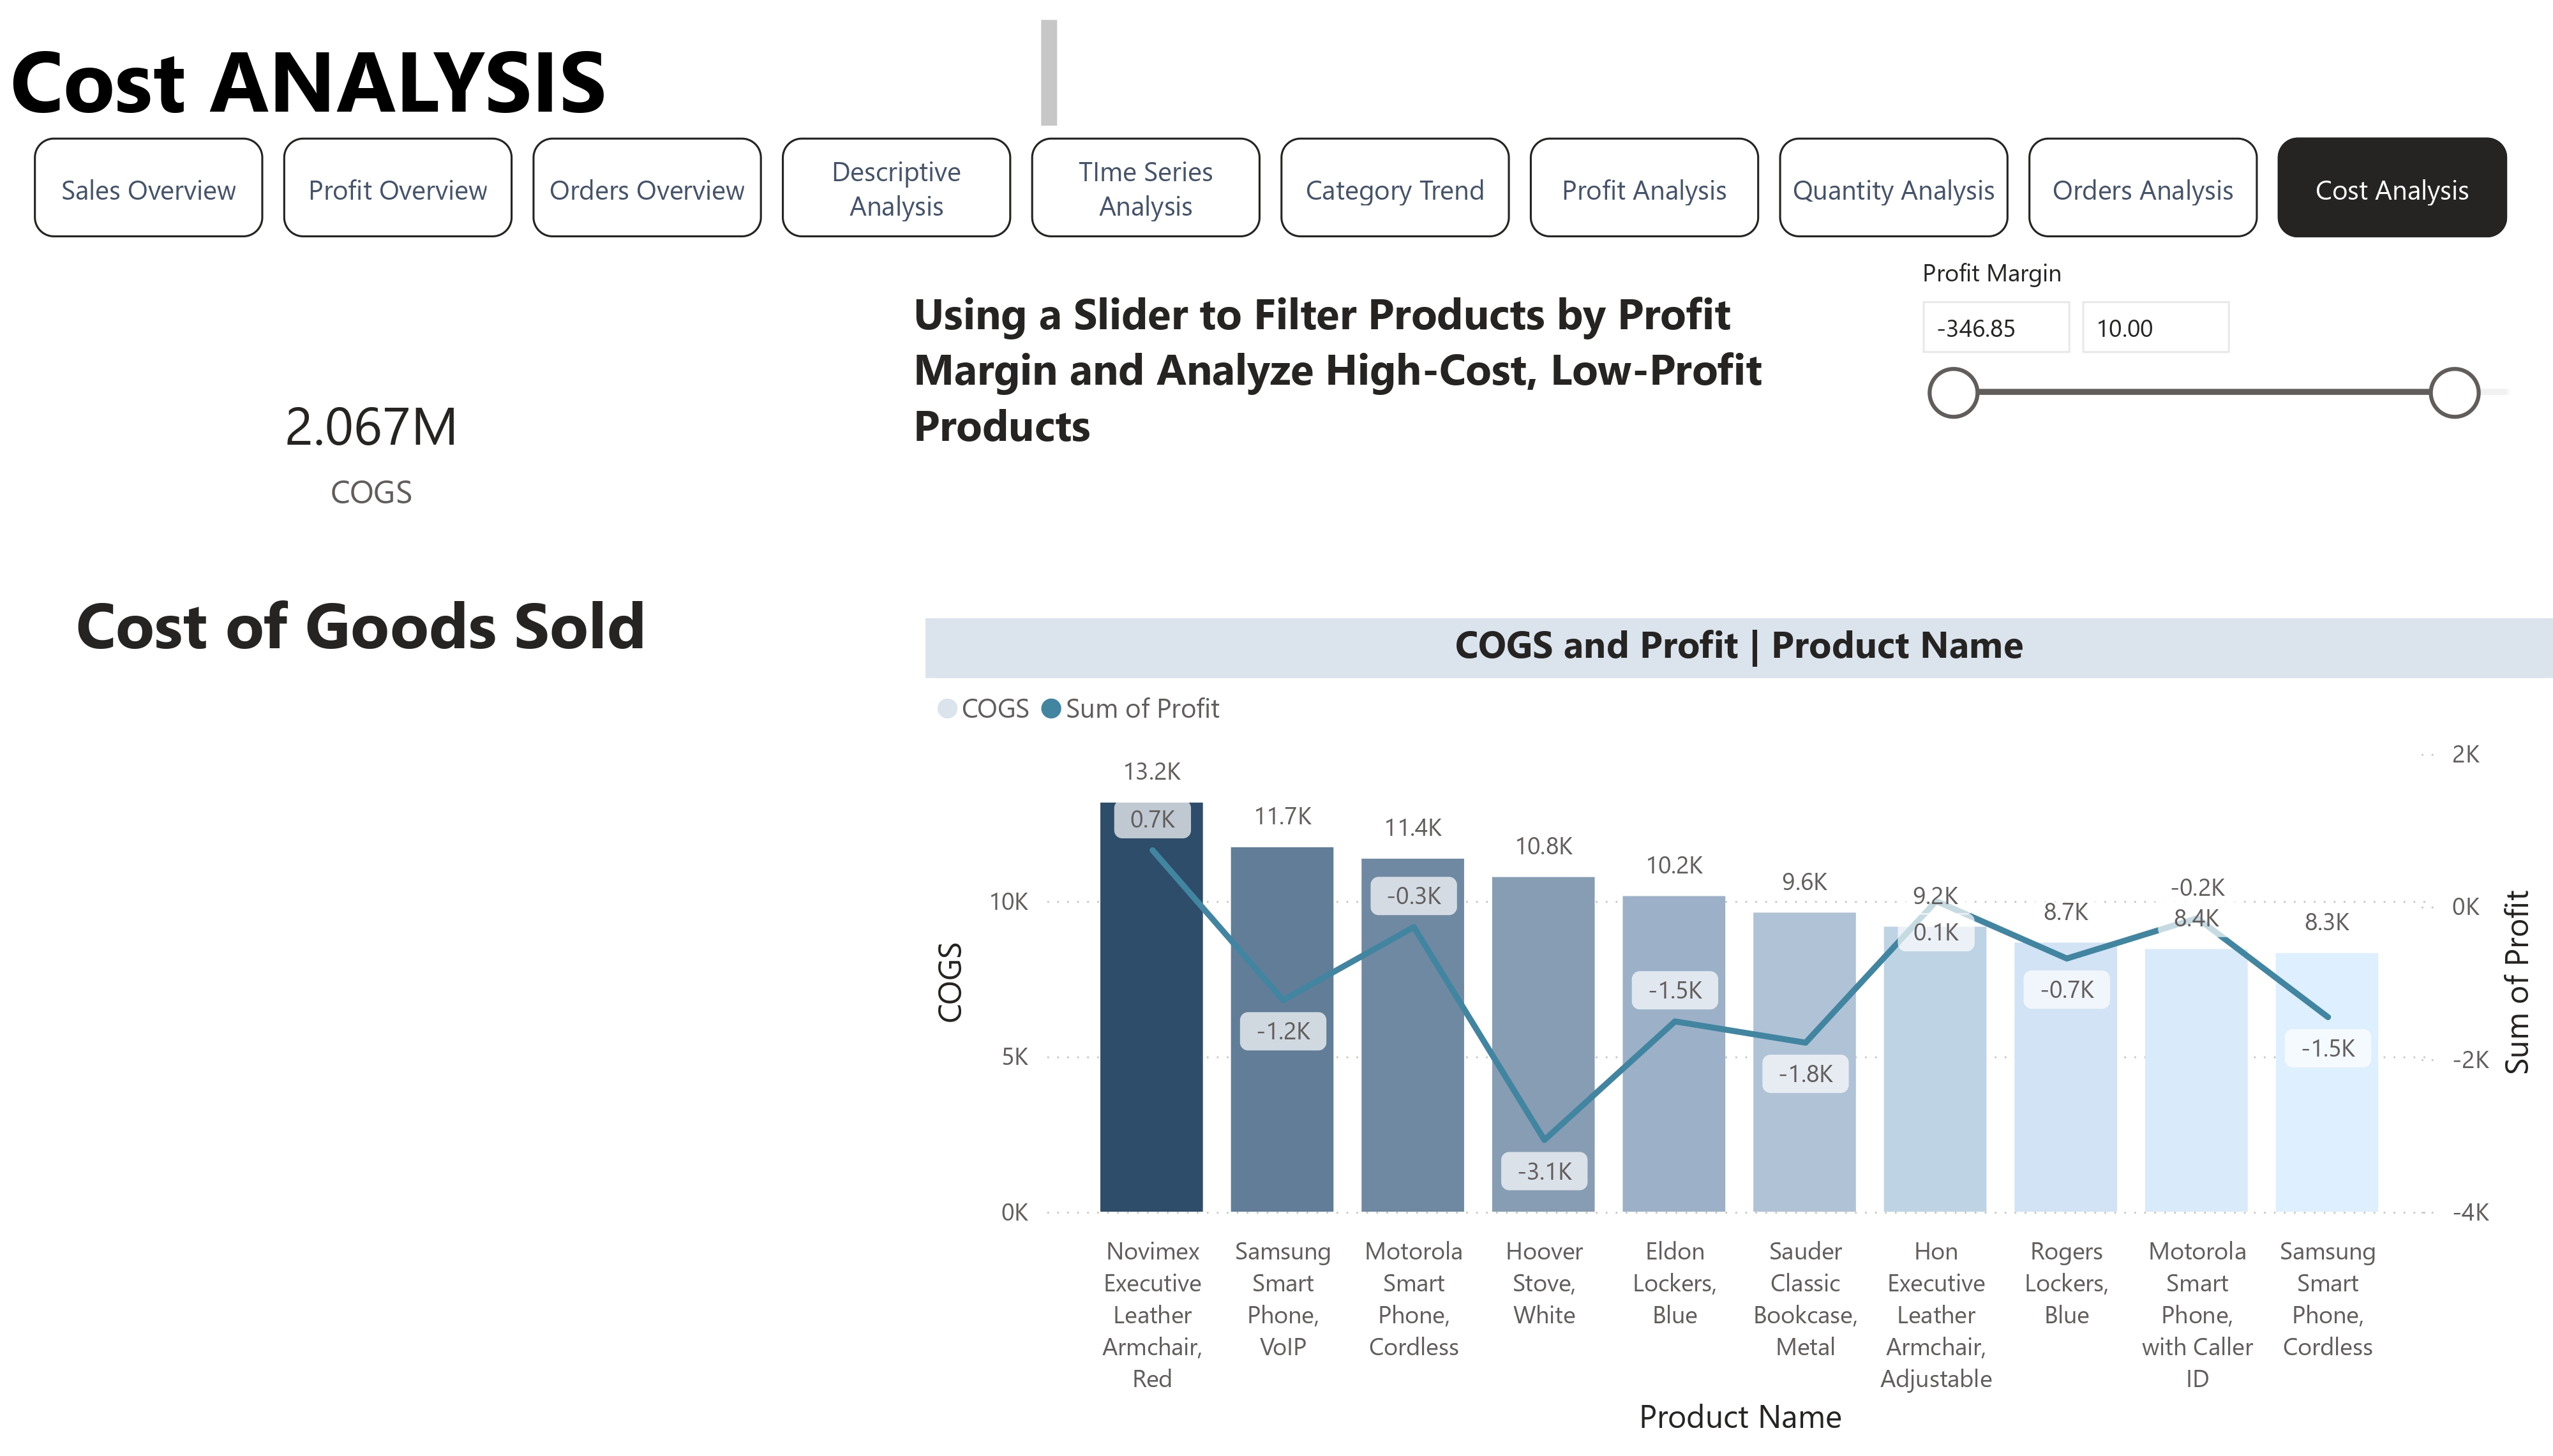 Cost ANALYSIS
Sales Overview
Profit Overview
Orders Overview
Descriptive
Analysis
TIme Series
Analysis
Category Trend
Profit Analysis
Quantity Analysis
Orders Analysis
Cost Analysis
Profit Margin
-346.85
10.00
Using a Slider to Filter Products by Profit
Margin and Analyze High-Cost, Low-Profit
Products
2.067M
COGS
Cost of Goods Sold
COGS and Profit | Product Name
COGS
Sum of Profit
13.2K
11.7K
11.4K
10.8K
10.2K
9.6K
9.2K
8.7K
8.4K
8.3K
0.7K
-1.2K
-0.3K
-3.1K
-1.5K
-1.8K
0.1K
-0.7K
-0.2K
-1.5K
10K
5K
0K
COGS
2K
0K
-2K
-4K
Sum of Profit
Novimex
Executive
Leather
Armchair,
Red
Samsung
Smart
Phone,
VoIP
Motorola
Smart
Phone,
Cordless
Hoover
Stove,
White
Eldon
Lockers,
Blue
Sauder
Classic
Bookcase,
Metal
Hon
Executive
Leather
Armchair,
Adjustable
Rogers
Lockers,
Blue
Motorola
Smart
Phone,
with Caller
ID
Samsung
Smart
Phone,
Cordless
Product Name